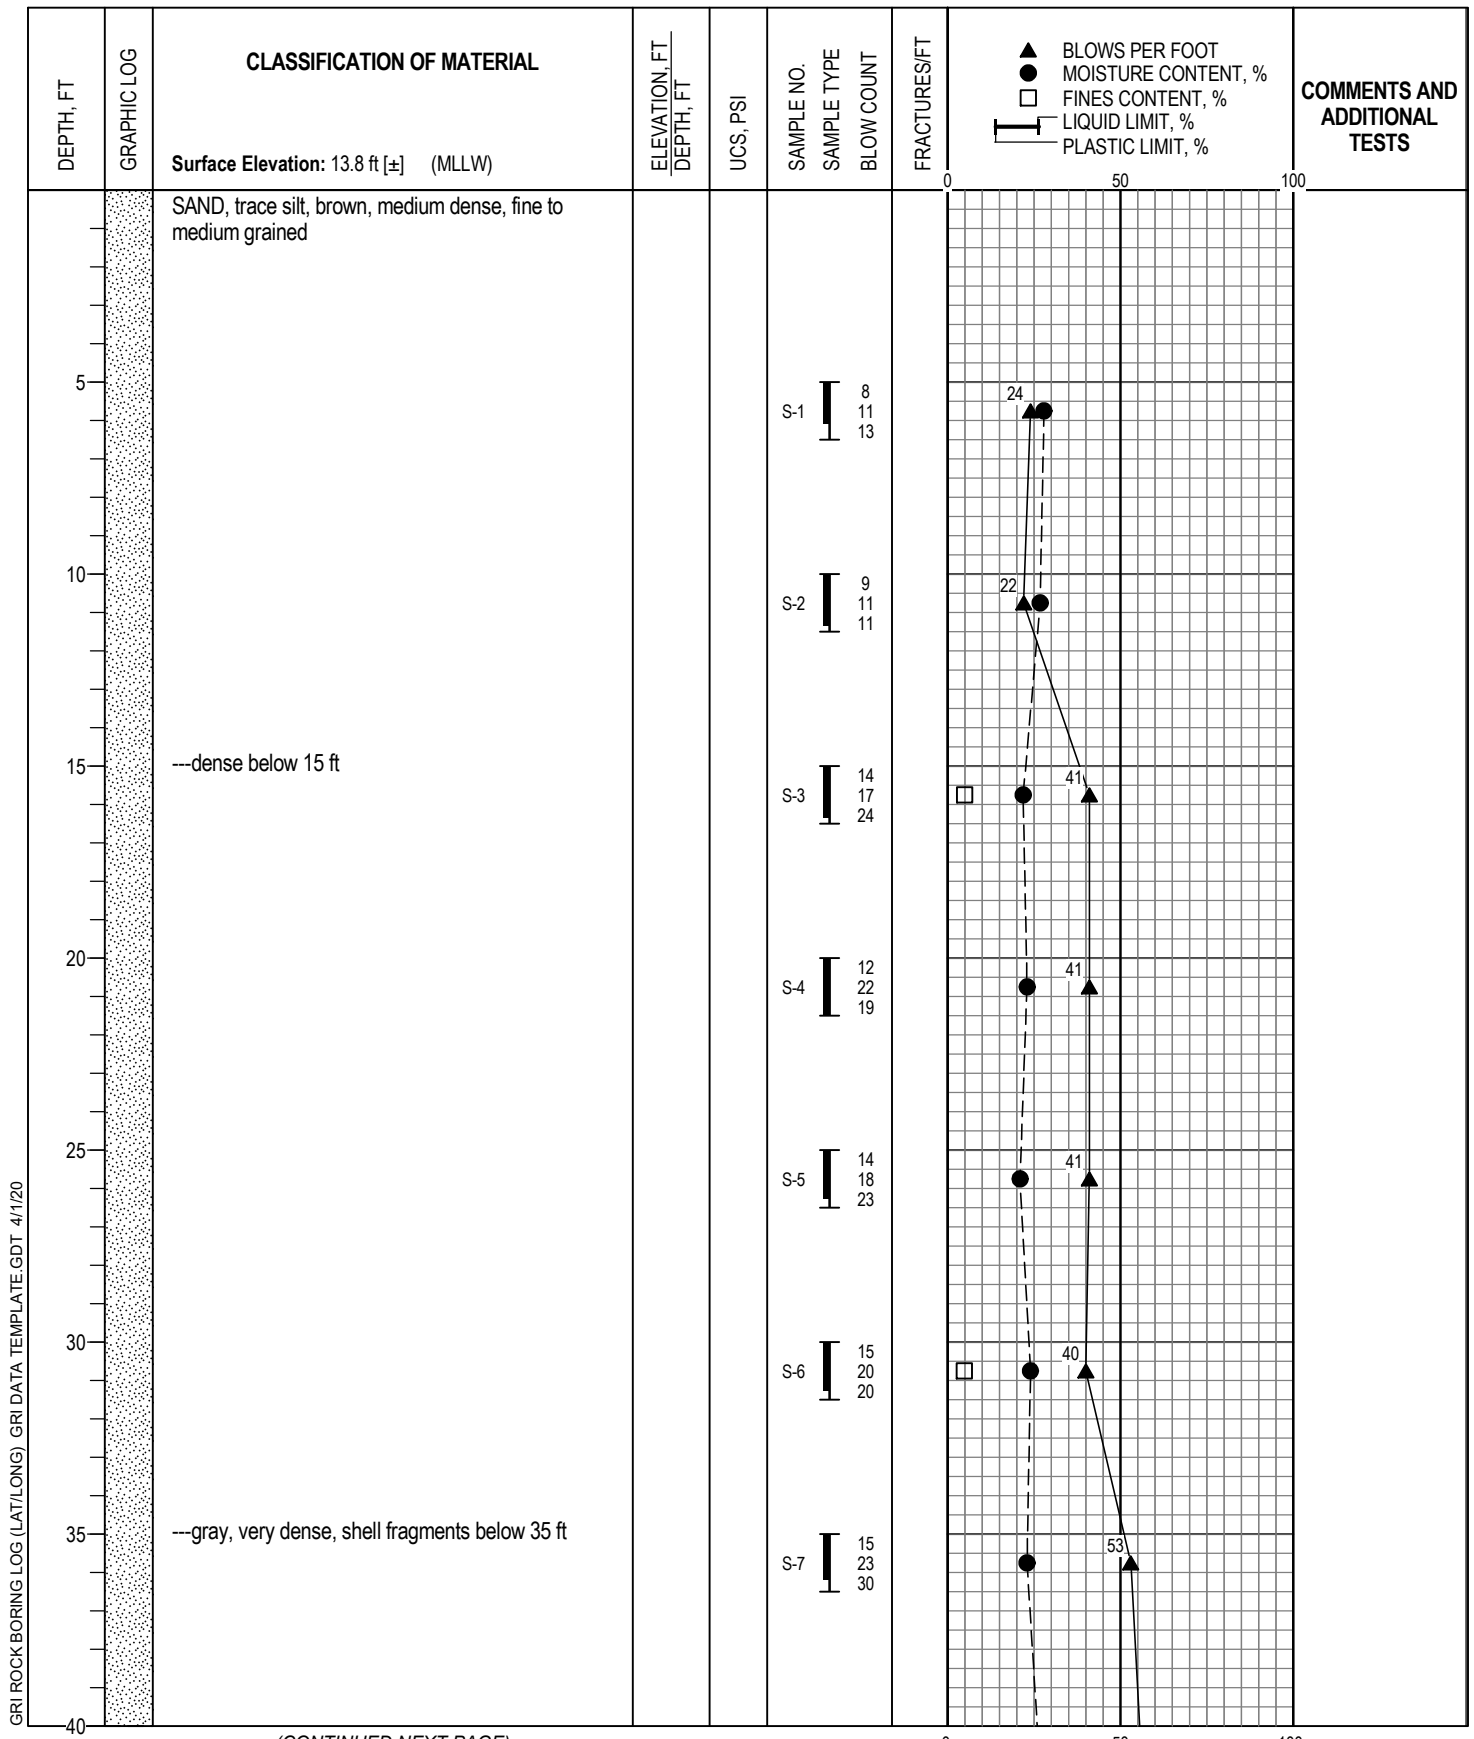 DEPTH, FT
GRAPHIC LOG
CLASSIFICATION OF MATERIAL
Surface Elevation: 13.8 ft [±] (MLLW)
ELEVATION, FT
DEPTH, FT
UCS, PSI
SAMPLE NO.
SAMPLE TYPE
BLOW COUNT
FRACTURES/FT
BLOWS PER FOOT
MOISTURE CONTENT, %
FINES CONTENT, %
LIQUID LIMIT, %
PLASTIC LIMIT, %
COMMENTS AND
ADDITIONAL
TESTS
0 50 100
SAND, trace silt, brown, medium dense, fine to
medium grained
5
S-1
8
11
13
24
10
S-2
9
11
11
22
15
---dense below 15 ft
S-3
14
17
24
41
20
S-4
12
22
19
41
25
S-5
14
18
23
41
30
S-6
15
20
20
40
35
---gray, very dense, shell fragments below 35 ft
S-7
15
23
30
53
40
(CONTINUED NEXT PAGE)
0 50 100
GRI ROCK BORING LOG (LAT/LONG) GRI DATA TEMPLATE.GDT 4/1/20